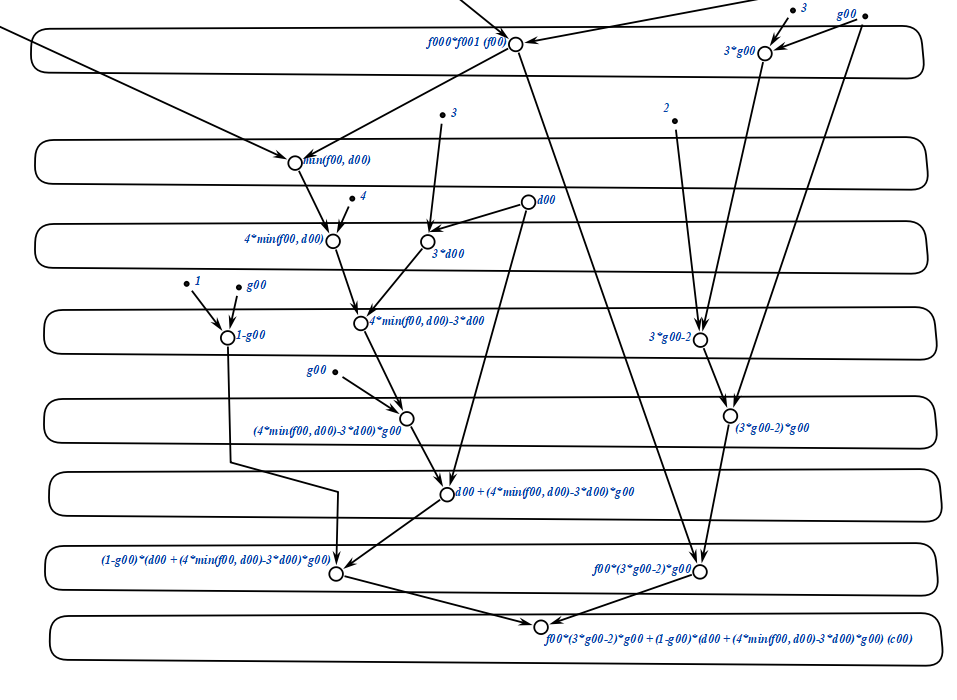 3
g00
f000*f001 (f00)
3*g00
2
3
min(f00, d00)
4
d00
4*min(f00, d00)
3*d00
1
g00
4*min(f00, d00)-3*d00
1-g00
3*g00-2
g00
(4*min(f00, d00)-3*d00)*g00
(3*g00-2)*g00
d00 + (4*min(f00, d00)-3*d00)*g00
(1-g00)*(d00 + (4*min(f00, d00)-3*d00)*g00)
f00*(3*g00-2)*g00
f00*(3*g00-2)*g00 + (1-g00)*(d00 + (4*min(f00, d00)-3*d00)*g00) (c00)